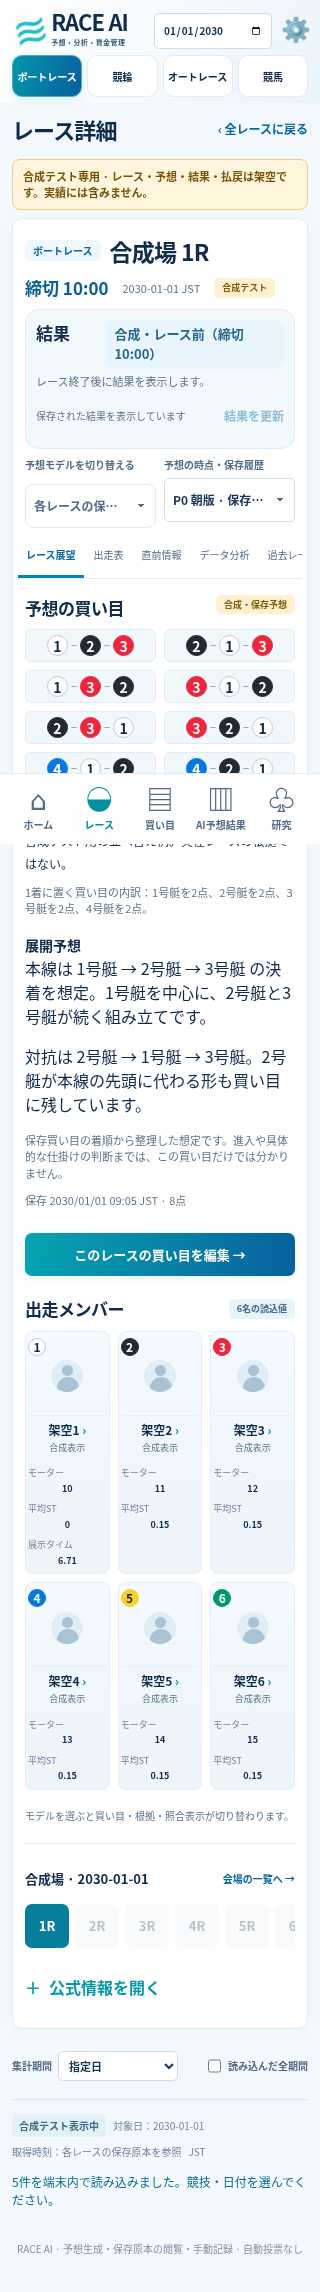 RACE AI
予想・分析・資金管理
01/01/2030
ボートレース
競輪
オートレース
競馬
レース詳細
‹ 全レースに戻る
合成テスト専用 · レース・予想・結果・払戻は架空で
す。実績には含みません。
ボートレース
合成場 1R
締切 10:00
2030-01-01 JST
合成テスト
結果
合成・レース前（締切
10:00）
レース終了後に結果を表示します。
保存された結果を表示しています
結果を更新
予想モデルを切り替える
予想の時点・保存履歴
各レースの保…
P0 朝版 · 保存…
レース展望
出走表
直前情報
データ分析
過去レー
予想の買い目
合成・保存予想
1 – 2 – 3
2 – 1 – 3
1 – 3 – 2
3 – 1 – 2
2 – 3 – 1
3 – 2 – 1
4 – 1 – 2
4 – 2 – 1
ホーム
レース
買い目
AI予想結果
研究
はない。
1着に置く買い目の内訳：1号艇を2点、2号艇を2点、3
号艇を2点、4号艇を2点。
展開予想
本線は 1号艇 → 2号艇 → 3号艇 の決
着を想定。1号艇を中心に、2号艇と3
号艇が続く組み立てです。
対抗は 2号艇 → 1号艇 → 3号艇。2号
艇が本線の先頭に代わる形も買い目
に残しています。
保存買い目の着順から整理した想定です。進入や具体
的な仕掛けの判断までは、この買い目だけでは分かり
ません。
保存 2030/01/01 09:05 JST · 8点
このレースの買い目を編集 →
出走メンバー
6名の読込値
1
2
3
架空1 ›
架空2 ›
架空3 ›
合成表示
合成表示
合成表示
モーター
モーター
モーター
10
11
12
平均ST
平均ST
平均ST
0
0.15
0.15
展示タイム
6.71
4
5
6
架空4 ›
架空5 ›
架空6 ›
合成表示
合成表示
合成表示
モーター
モーター
モーター
13
14
15
平均ST
平均ST
平均ST
0.15
0.15
0.15
モデルを選ぶと買い目・根拠・照合表示が切り替わります。
合成場 · 2030-01-01
会場の一覧へ →
1R
2R
3R
4R
5R
6
＋ 公式情報を開く
集計期間
指定日
読み込んだ全期間
合成テスト表示中
対象日：2030-01-01
取得時刻：各レースの保存原本を参照 JST
5件を端末内で読み込みました。競技・日付を選んでく
ださい。
RACE AI · 予想生成・保存原本の閲覧・手動記録 · 自動投票なし